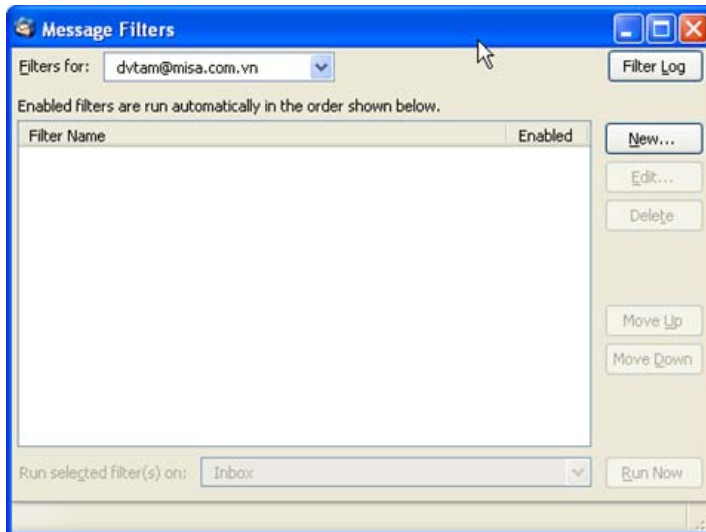 Message Filters
Filters for: dvtam@misa.com.vn Filter Log
Enabled filters are run automatically in the order shown below.
Filter Name Enabled
New...
Edit...
Delete
Move Up
Move Down
Run selected filter(s) on: Inbox Run Now